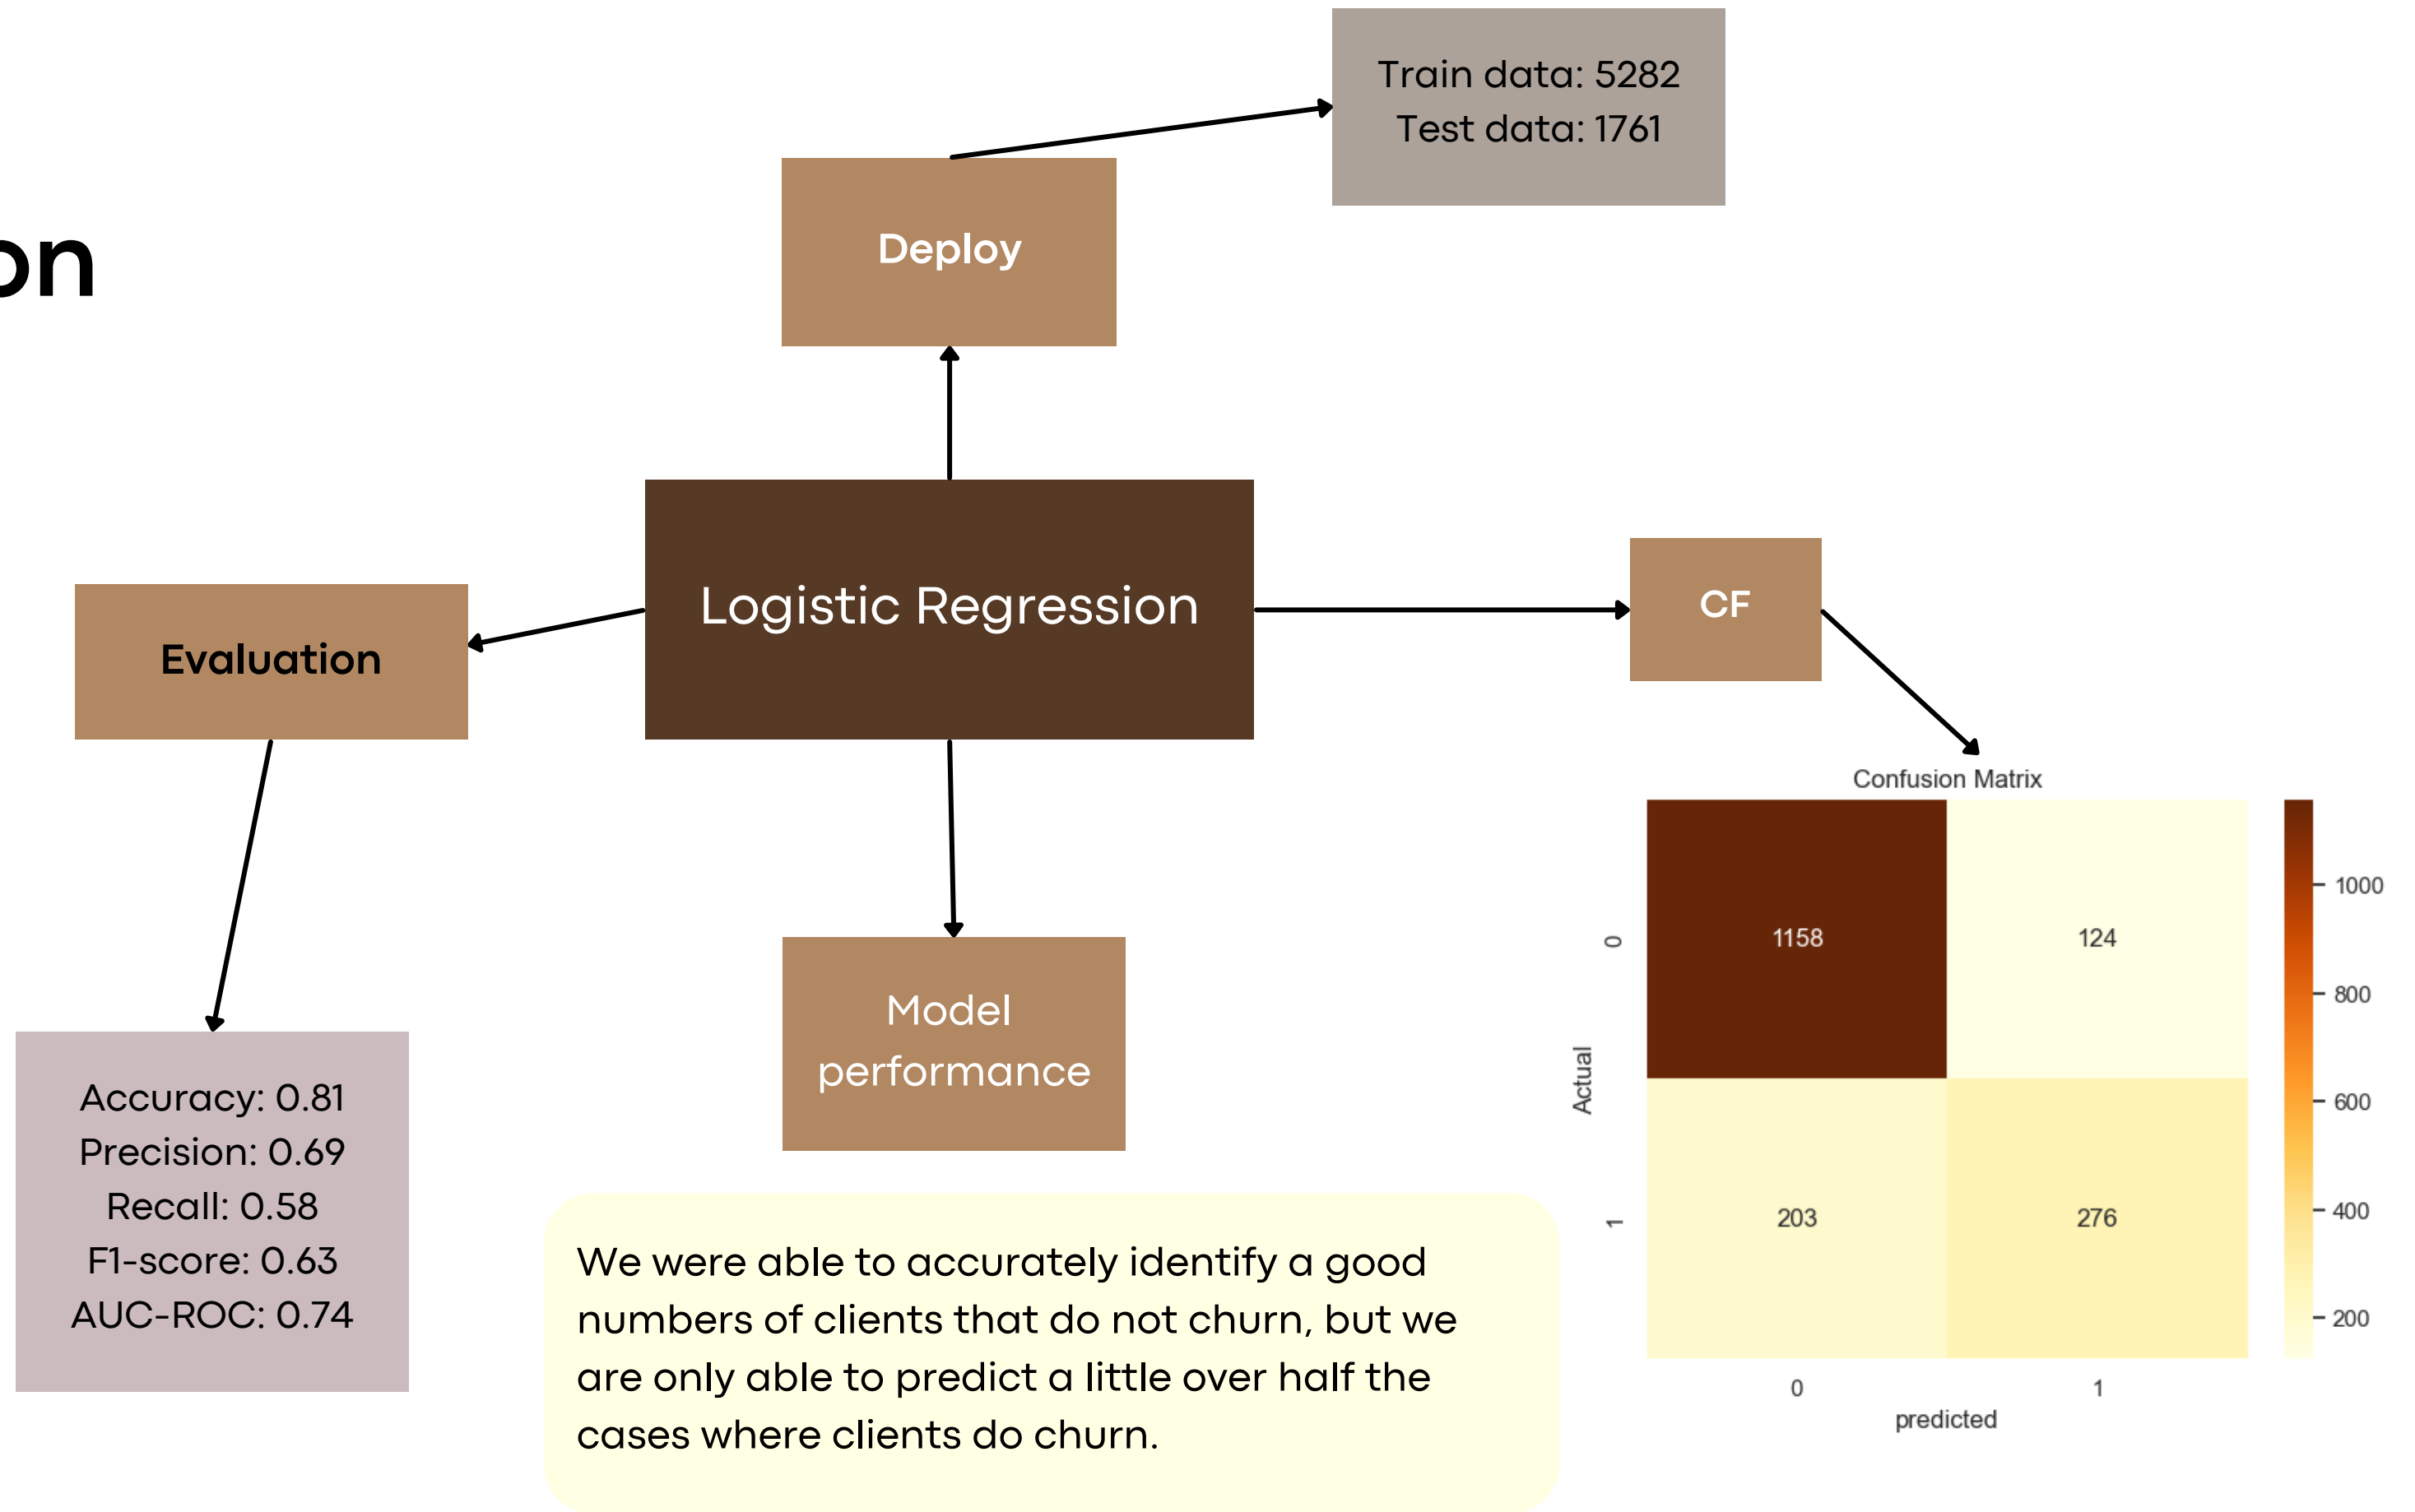 Train data: 5282
Test data: 1761
on
Deploy
Logistic Regression
CF
Evaluation
Confusion Matrix
1000
800
600
400
200
0
1158
124
Actual
1
203
276
0
1
predicted
Model
performance
Accuracy: 0.81
Precision: 0.69
Recall: 0.58
F1-score: 0.63
AUC-ROC: 0.74
We were able to accurately identify a good
numbers of clients that do not churn, but we
are only able to predict a little over half the
cases where clients do churn.